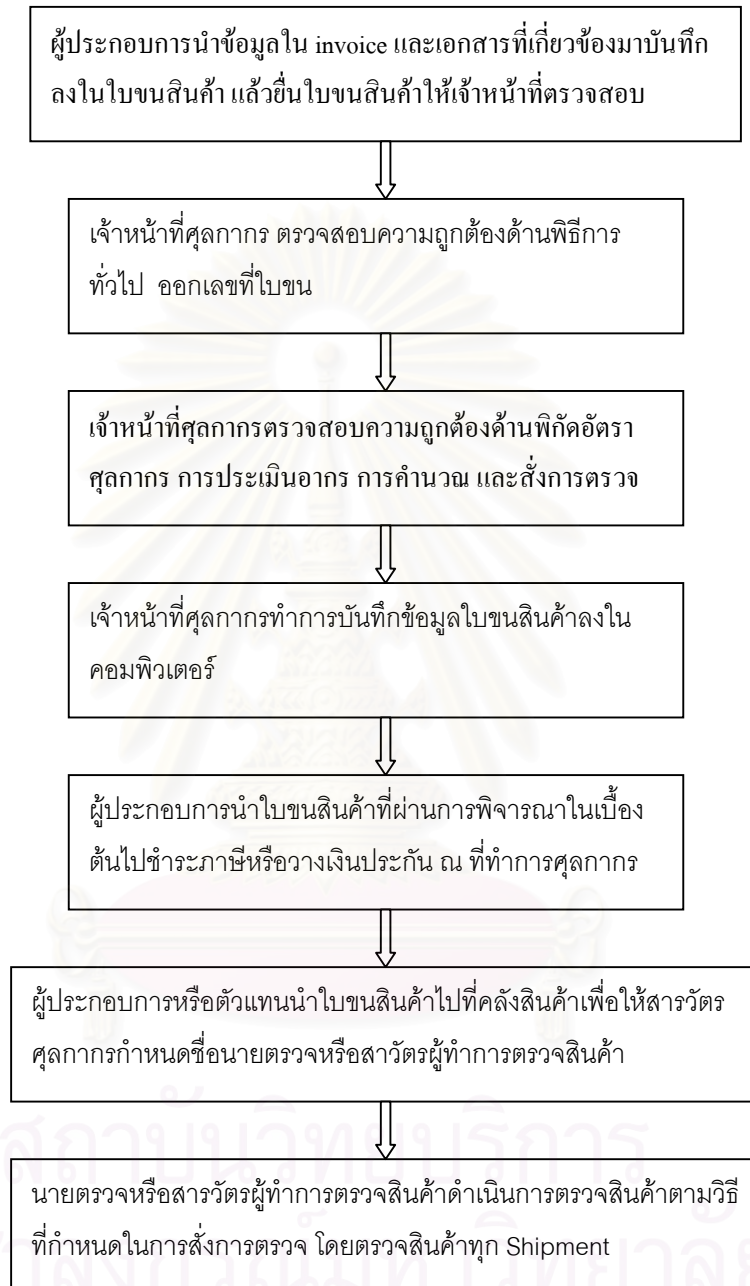 ผู้ประกอบการนำข้อมูลใน invoice และเอกสารที่เกี่ยวข้องมาบันทึก
ลงในใบขนสินค้า แล้วยื่นใบขนสินค้าให้เจ้าหน้าที่ตรวจสอบ
เจ้าหน้าที่ศุลกากร ตรวจสอบความถูกต้องด้านพิธีการ
ทั่วไป ออกเลขที่ใบขน
เจ้าหน้าที่ศุลกากรตรวจสอบความถูกต้องด้านพิกัดอัตรา
ศุลกากร การประเมินอากร การคำนวณ และสั่งการตรวจ
เจ้าหน้าที่ศุลกากรทำการบันทึกข้อมูลใบขนสินค้าลงใน
คอมพิวเตอร์
ผู้ประกอบการนำใบขนสินค้าที่ผ่านการพิจารณาในเบื้อง
ต้นไปชำระภาษีหรือวางเงินประกัน ณ ที่ทำการศุลกากร
ผู้ประกอบการหรือตัวแทนนำใบขนสินค้าไปที่คลังสินค้าเพื่อให้สารวัตร
ศุลกากรกำหนดชื่อนายตรวจหรือสาวัตรผู้ทำการตรวจสินค้า
สถาบันวิทยบริการ
นายตรวจหรือสารวัตรผู้ทำการตรวจสินค้าดำเนินการตรวจสินค้าตามวิธี
ที่กำหนดในการสั่งการตรวจ โดยตรวจสินค้าทุก Shipment